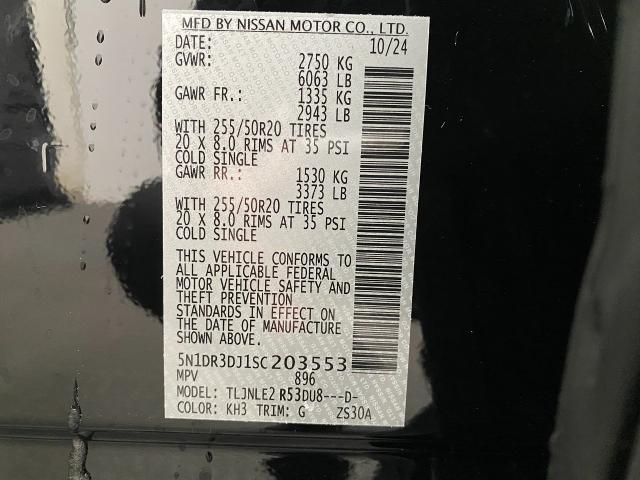 MFD BY NISSAN MOTOR CO., LTD.
DATE: 10/24
GVWR: 2750 KG
6063 LB
GAWR FR.: 1335 KG
2943 LB
WITH 255/50R20 TIRES
20 X 8.0 RIMS AT 35 PSI
COLD SINGLE
GAWR RR.: 1530 KG
3373 LB
WITH 255/50R20 TIRES
20 X 8.0 RIMS AT 35 PSI
COLD SINGLE
THIS VEHICLE CONFORMS TO
ALL APPLICABLE FEDERAL
MOTOR VEHICLE SAFETY AND
THEFT PREVENTION
STANDARDS IN EFFECT ON
THE DATE OF MANUFACTURE
SHOWN ABOVE.
5N1DR3DJ1SC203553
MPV 896
MODEL: TLJNLE2 R53DU8---D-
COLOR: KH3 TRIM: G ZS30A